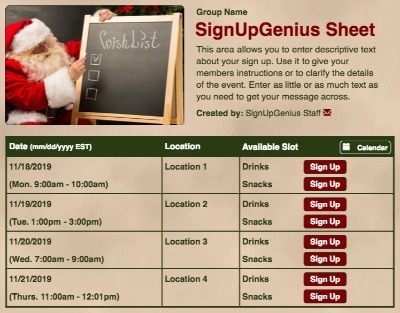 Wish List
Group Name
SignUpGenius Sheet
This area allows you to enter descriptive text
about your sign up. Use it to give your
members instructions or to clarify the details
of the event. Enter as little or as much text as
you need to get your message across.
Created by: SignUpGenius Staff
Date (mm/dd/yyyy EST) Location Available Slot Calendar
11/18/2019 Location 1 Drinks Sign Up
(Mon. 9:00am - 10:00am) Snacks Sign Up
11/19/2019 Location 2 Drinks Sign Up
(Tue. 1:00pm - 3:00pm) Snacks Sign Up
11/20/2019 Location 3 Drinks Sign Up
(Wed. 7:00am - 9:00am) Snacks Sign Up
11/21/2019 Location 4 Drinks Sign Up
(Thurs. 11:00am - 12:01pm) Snacks Sign Up